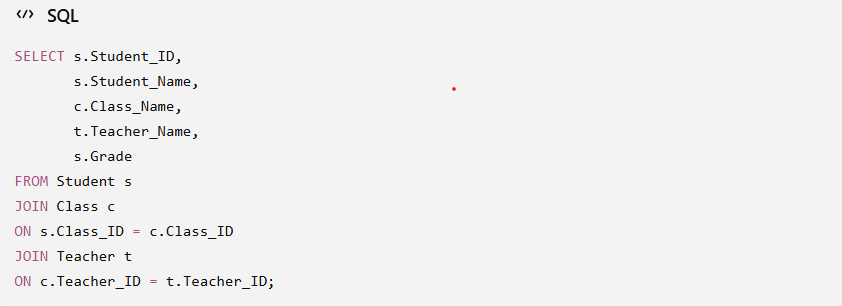 </> SQL
SELECT s.Student_ID,
       s.Student_Name,
       c.Class_Name,
       t.Teacher_Name,
       s.Grade
FROM Student s
JOIN Class c
ON s.Class_ID = c.Class_ID
JOIN Teacher t
ON c.Teacher_ID = t.Teacher_ID;